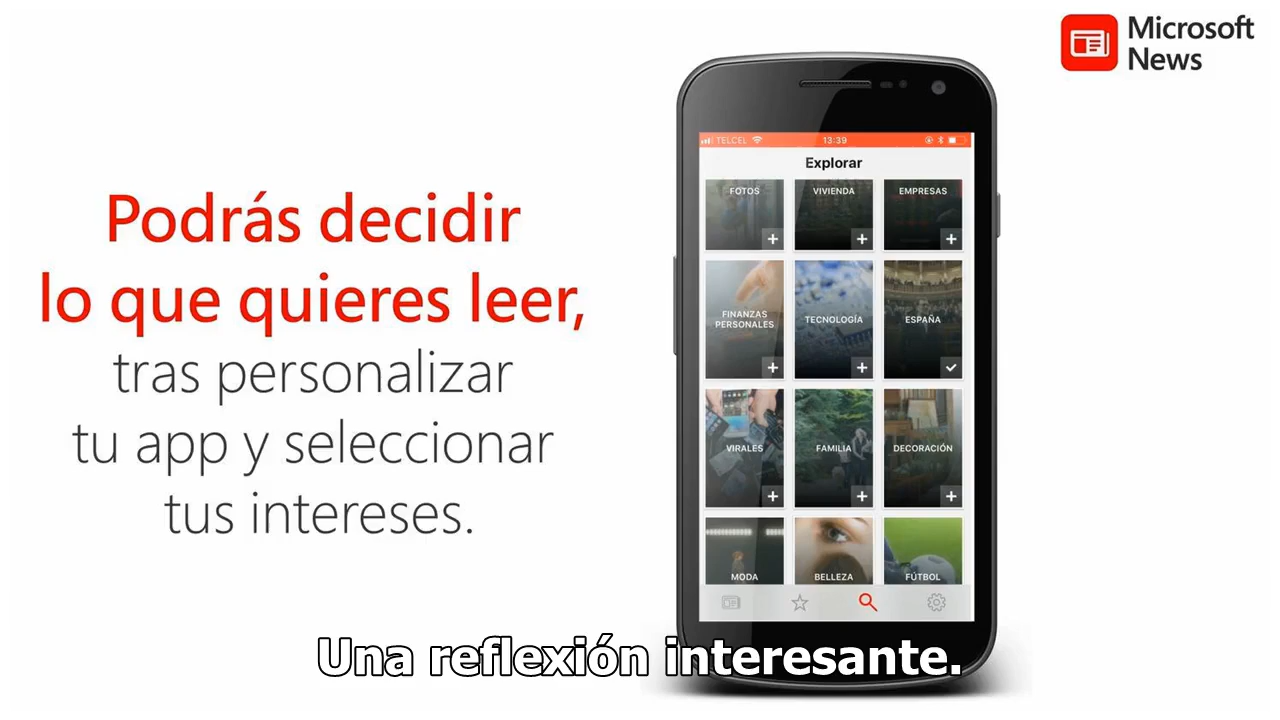 Microsoft
News
Podrás decidir
lo que quieres leer,
tras personalizar
tu app y seleccionar
tus intereses.
TELCEL 13:39
Explorar
FOTOS VIVIENDA EMPRESAS
FINANZAS
PERSONALES TECNOLOGÍA ESPAÑA
VIRALES FAMILIA DECORACIÓN
MODA BELLEZA FÚTBOL
Una reflexión interesante.